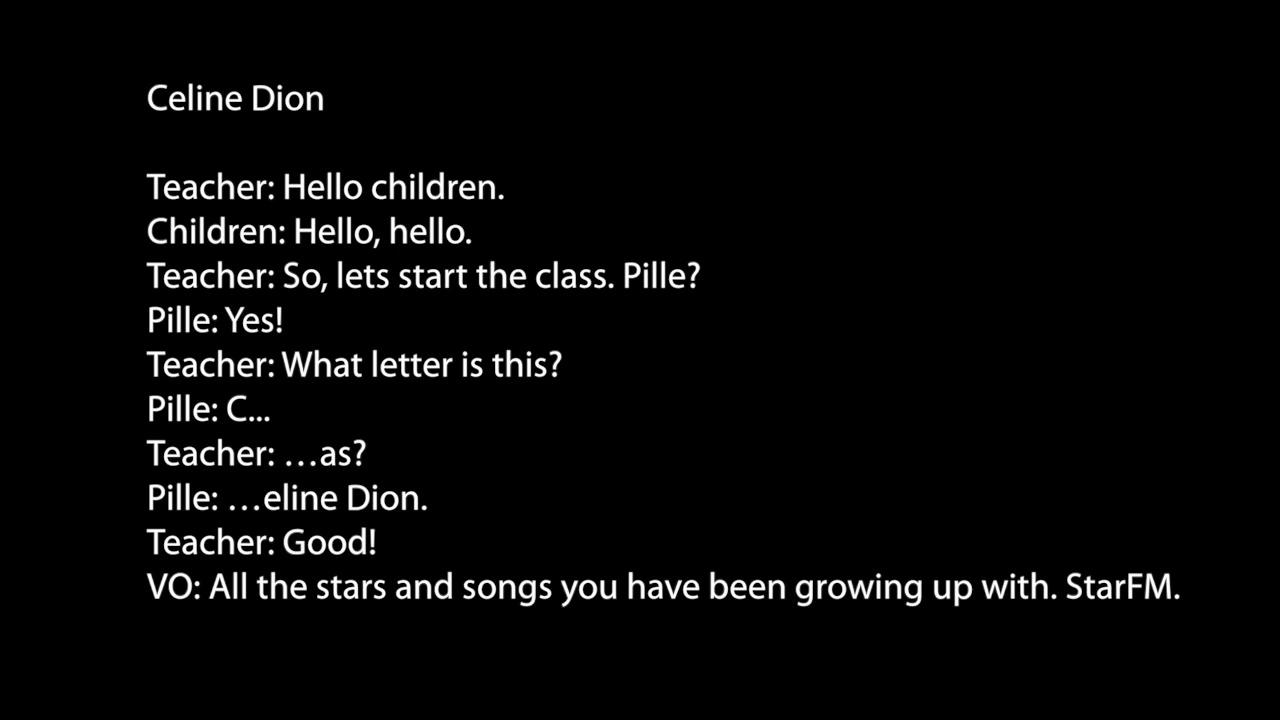 Celine Dion
Teacher: Hello children.
Children: Hello, hello.
Teacher: So, lets start the class. Pille?
Pille: Yes!
Teacher: What letter is this?
Pille: C...
Teacher: …as?
Pille: …eline Dion.
Teacher: Good!
VO: All the stars and songs you have been growing up with. StarFM.